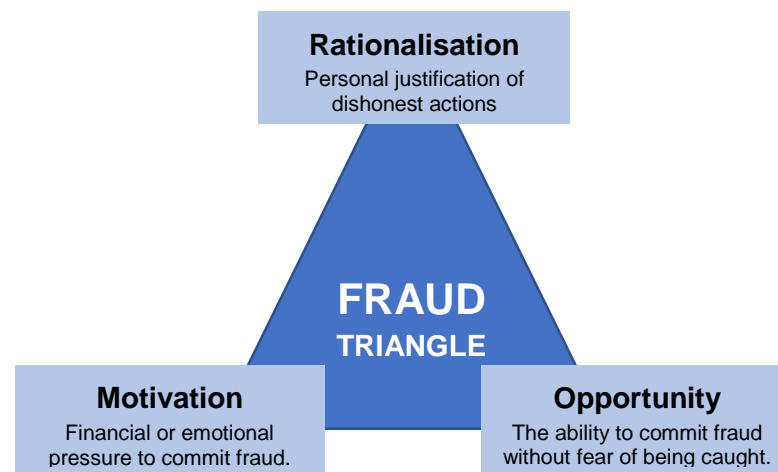 Rationalisation
Personal justification of
dishonest actions
FRAUD
TRIANGLE
Motivation
Financial or emotional
pressure to commit fraud.
Opportunity
The ability to commit fraud
without fear of being caught.